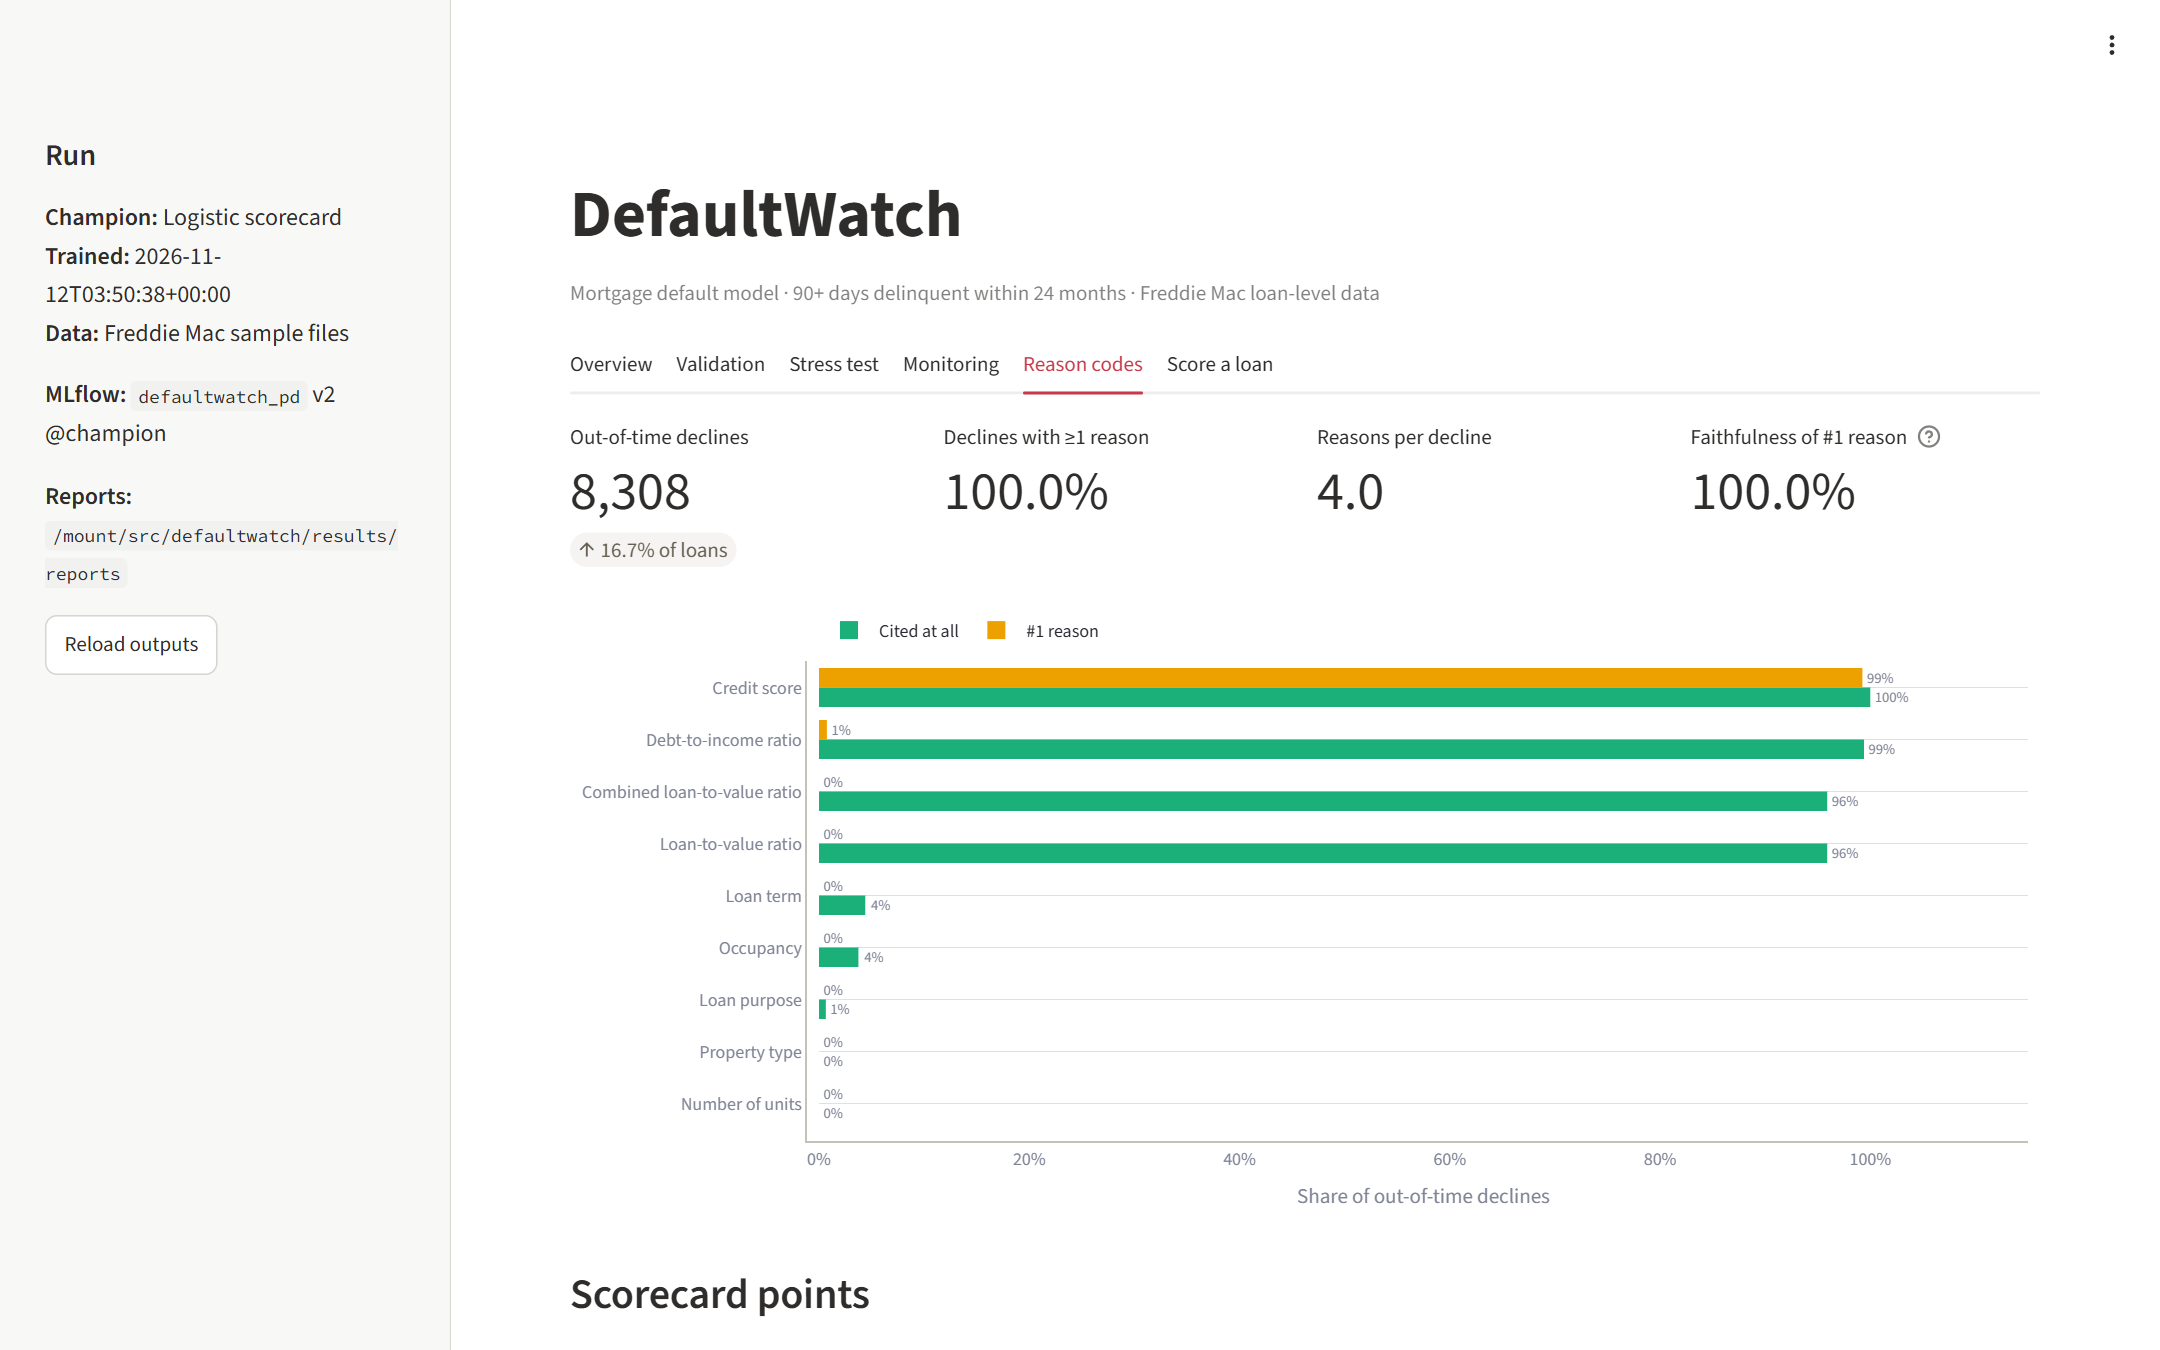 Run
Champion: Logistic scorecard
Trained: 2026-11-
12T03:50:38+00:00
Data: Freddie Mac sample files
MLflow: defaultwatch_pd v2
@champion
Reports:
/mount/src/defaultwatch/results/
reports
Reload outputs
DefaultWatch
Mortgage default model · 90+ days delinquent within 24 months · Freddie Mac loan-level data
Overview Validation Stress test Monitoring Reason codes Score a loan
Out-of-time declines Declines with ≥1 reason Reasons per decline Faithfulness of #1 reason
8,308 100.0% 4.0 100.0%
↑ 16.7% of loans
Cited at all #1 reason
Credit score 99%
100%
Debt-to-income ratio 1%
99%
Combined loan-to-value ratio 0%
96%
Loan-to-value ratio 0%
96%
Loan term 0%
4%
Occupancy 0%
4%
Loan purpose 0%
1%
Property type 0%
0%
Number of units 0%
0%
0% 20% 40% 60% 80% 100%
Share of out-of-time declines
Scorecard points